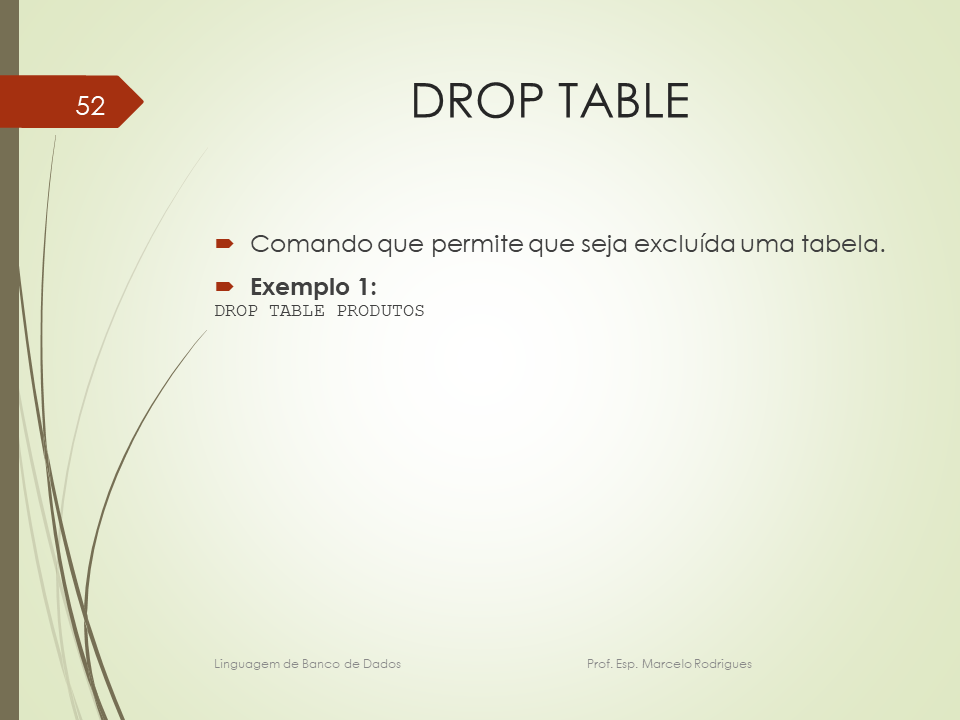 52
DROP TABLE
Comando que permite que seja excluída uma tabela.
Exemplo 1:
DROP TABLE PRODUTOS
Linguagem de Banco de Dados Prof. Esp. Marcelo Rodrigues